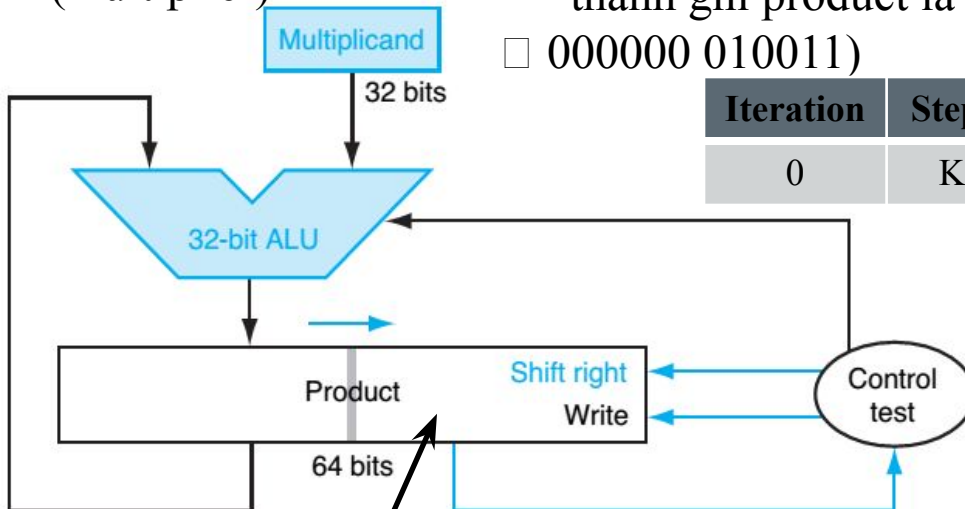 thanh ghi product là
□ 000000 010011)
Multiplicand
32 bits
Iteration
0
32-bit ALU
Product
Shift right
Write
64 bits
Control
test